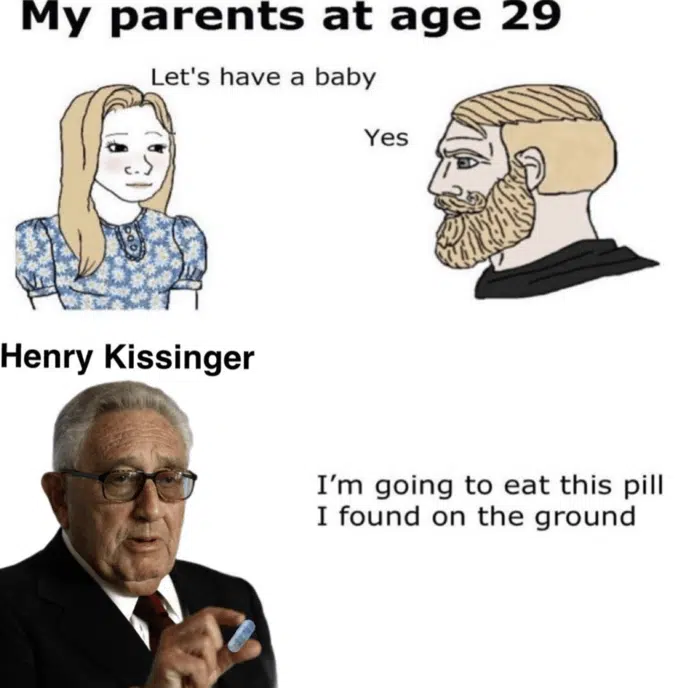 My parents at age 29
Let's have a baby
Yes
Henry Kissinger
I'm going to eat this pill
I found on the ground